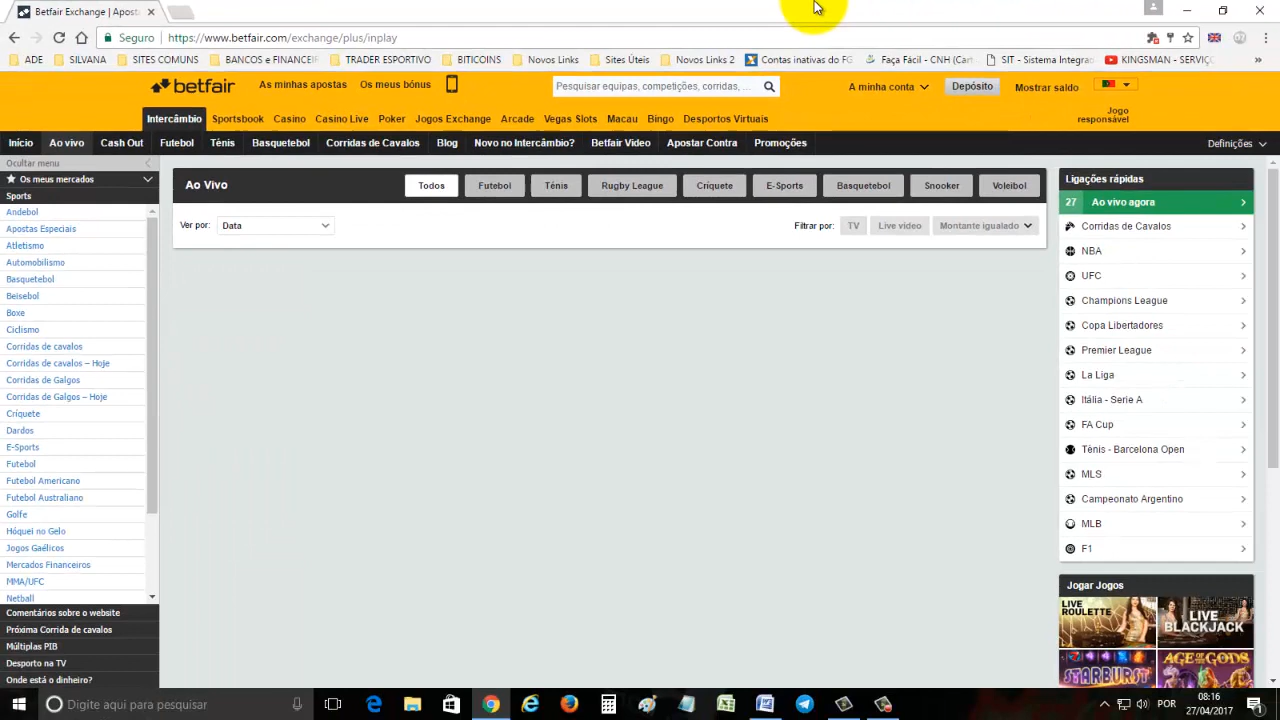 Betfair Exchange | Apost
Seguro
https://www.betfair.com/exchange/plus/inplay
ADE
SILVANA
SITES COMUNS
BANCOS e FINANCEIF
TRADER ESPORTIVO
BITICOINS
Novos Links
Sites Úteis
Novos Links 2
Contas inativas do FG
Faça Fácil - CNH (Cart
SIT - Sistema Integrad
KINGSMAN - SERVIÇO
betfair
As minhas apostas
Os meus bónus
Pesquisar equipas, competições, corridas, ...
A minha conta
Depósito
Mostrar saldo
Intercâmbio
Sportsbook
Casino
Casino Live
Poker
Jogos Exchange
Arcade
Vegas Slots
Macau
Bingo
Desportos Virtuais
Jogo
responsável
Início
Ao vivo
Cash Out
Futebol
Ténis
Basquetebol
Corridas de Cavalos
Blog
Novo no Intercâmbio?
Betfair Video
Apostar Contra
Promoções
Definições
Ocultar menu
Os meus mercados
Sports
Andebol
Apostas Especiais
Atletismo
Automobilismo
Basquetebol
Beisebol
Boxe
Ciclismo
Corridas de cavalos
Corridas de cavalos – Hoje
Corridas de Galgos
Corridas de Galgos – Hoje
Críquete
Dardos
E-Sports
Futebol
Futebol Americano
Futebol Australiano
Golfe
Hóquei no Gelo
Jogos Gaélicos
Mercados Financeiros
MMA/UFC
Netball
Comentários sobre o website
Próxima Corrida de cavalos
Múltiplas PIB
Desporto na TV
Onde está o dinheiro?
Ao Vivo
Todos
Futebol
Ténis
Rugby League
Críquete
E-Sports
Basquetebol
Snooker
Voleibol
Ver por:
Data
Filtrar por:
TV
Live video
Montante igualado
Ligações rápidas
27
Ao vivo agora
Corridas de Cavalos
NBA
UFC
Champions League
Copa Libertadores
Premier League
La Liga
Itália - Serie A
FA Cup
Ténis - Barcelona Open
MLS
Campeonato Argentino
MLB
F1
Jogar Jogos
LIVE
ROULETTE
LIVE
BLACKJACK
STARBURST
AGE OF THE GODS
Digite aqui para pesquisar
POR
08:16
27/04/2017